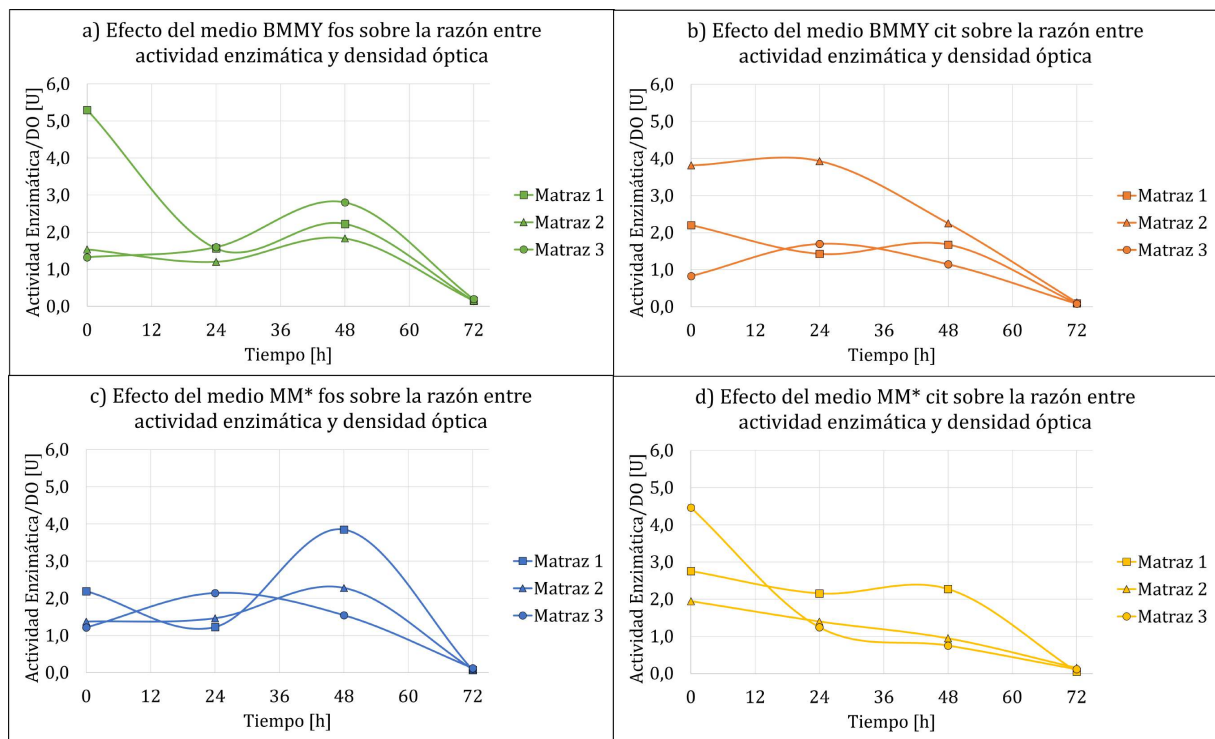 a) Efecto del medio BMMY fos sobre la razón entre
actividad enzimática y densidad óptica
Actividad Enzimática/DO [U]
6,0
5,0
4,0
3,0
2,0
1,0
0,0
0 12 24 36 48 60 72
Tiempo [h]
Matraz 1
Matraz 2
Matraz 3
b) Efecto del medio BMMY cit sobre la razón entre
actividad enzimática y densidad óptica
Actividad Enzimática/DO [U]
6,0
5,0
4,0
3,0
2,0
1,0
0,0
0 12 24 36 48 60 72
Tiempo [h]
Matraz 1
Matraz 2
Matraz 3
c) Efecto del medio MM* fos sobre la razón entre
actividad enzimática y densidad óptica
Actividad Enzimática/DO [U]
6,0
5,0
4,0
3,0
2,0
1,0
0,0
0 12 24 36 48 60 72
Tiempo [h]
Matraz 1
Matraz 2
Matraz 3
d) Efecto del medio MM* cit sobre la razón entre
actividad enzimática y densidad óptica
Actividad Enzimática/DO [U]
6,0
5,0
4,0
3,0
2,0
1,0
0,0
0 12 24 36 48 60 72
Tiempo [h]
Matraz 1
Matraz 2
Matraz 3